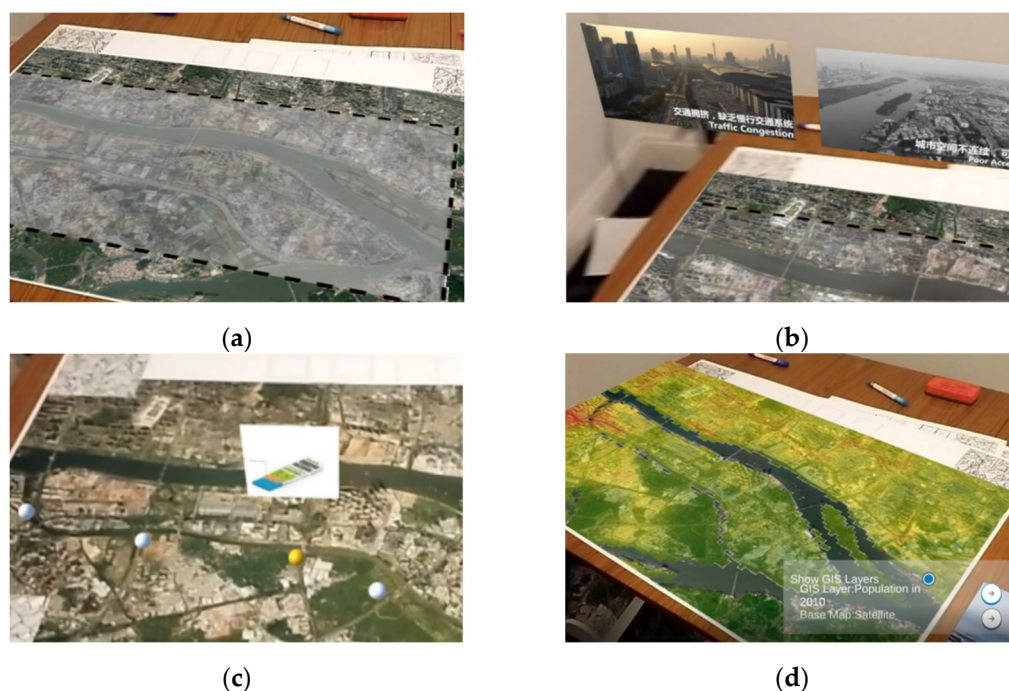 (a)
交通拥挤，缺乏慢行交通系统
Traffic Congestion
城市空间不连续，可
Poor Acce
(b)
(c)
Show GIS Layers
GIS Layer:Population in
2010
Base Map:Satellite
(d)